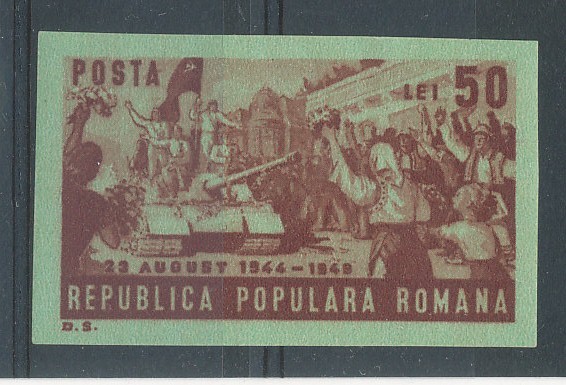 POSTA
LEI 50
23 AUGUST 1944-1949
REPUBLICA POPULARA ROMANA
D.S.